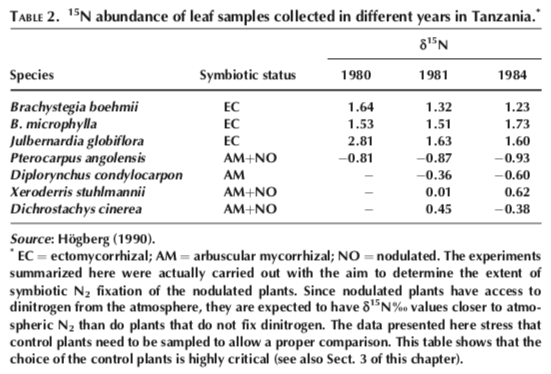 TABLE 2. ¹⁵N abundance of leaf samples collected in different years in Tanzania.*
δ¹⁵N
Species Symbiotic status 1980 1981 1984
Brachystegia boehmii EC 1.64 1.32 1.23
B. microphylla EC 1.53 1.51 1.73
Julbernardia globiflora EC 2.81 1.63 1.60
Pterocarpus angolensis AM+NO −0.81 −0.87 −0.93
Diplorynchus condylocarpon AM – −0.36 −0.60
Xeroderris stuhlmannii AM+NO – 0.01 0.62
Dichrostachys cinerea AM+NO – 0.45 −0.38
Source: Högberg (1990).
* EC = ectomycorrhizal; AM = arbuscular mycorrhizal; NO = nodulated. The experiments
summarized here were actually carried out with the aim to determine the extent of
symbiotic N₂ fixation of the nodulated plants. Since nodulated plants have access to
dinitrogen from the atmosphere, they are expected to have δ¹⁵N‰ values closer to atmo-
spheric N₂ than do plants that do not fix dinitrogen. The data presented here stress that
control plants need to be sampled to allow a proper comparison. This table shows that the
choice of the control plants is highly critical (see also Sect. 3 of this chapter).